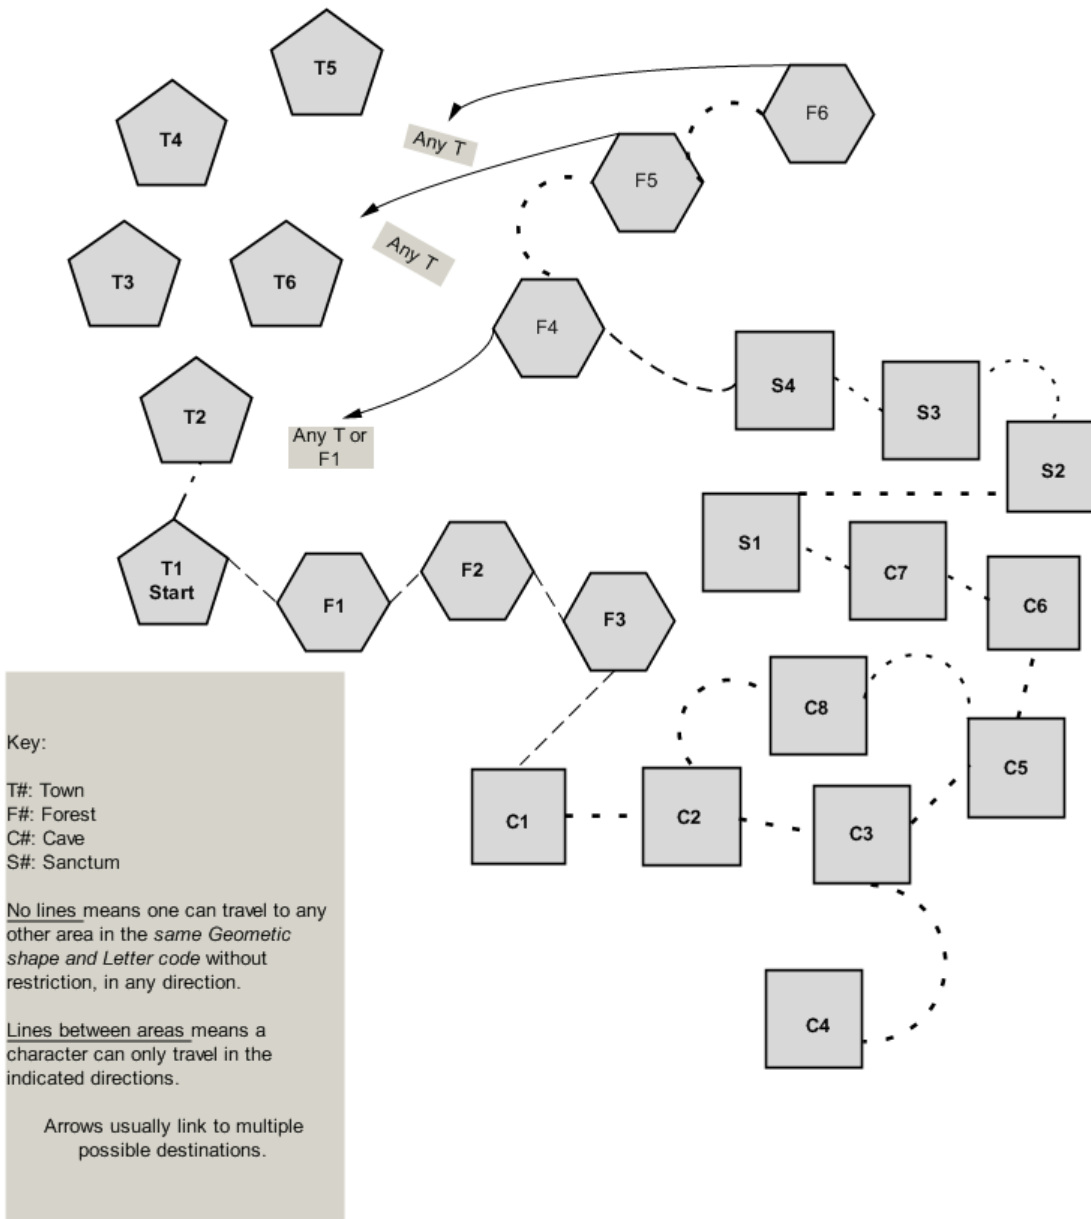 T5
F6
T4
Any T
F5
T3
T6
Any T
F4
S4
S3
T2
Any T or
F1
S2
S1
T1
Start
F1
F2
F3
C7
C6
C8
C5
C1
C2
C3
C4
Key:
T#: Town
F#: Forest
C#: Cave
S#: Sanctum
No lines means one can travel to any
other area in the same Geometic
shape and Letter code without
restriction, in any direction.
Lines between areas means a
character can only travel in the
indicated directions.
Arrows usually link to multiple
possible destinations.